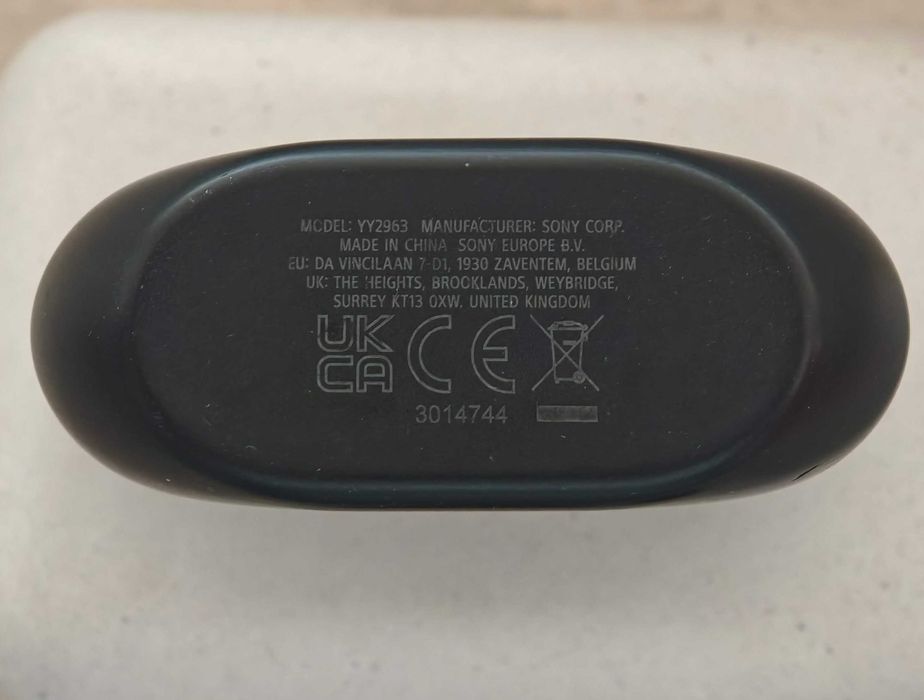 MODEL: YY2963 MANUFACTURER: SONY CORP.
MADE IN CHINA SONY EUROPE B.V.
EU: DA VINCILAAN 7-D1, 1930 ZAVENTEM, BELGIUM
UK: THE HEIGHTS, BROOKLANDS, WEYBRIDGE,
SURREY KT13 0XW, UNITED KINGDOM
UK
CA CE
3014744